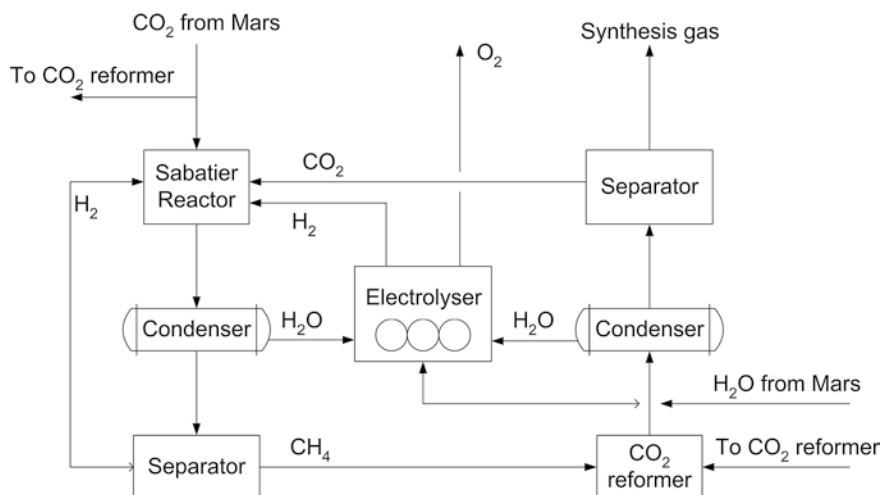 CO₂ from Mars
Synthesis gas
O₂
To CO₂ reformer
Sabatier
Reactor
CO₂
Separator
H₂
H₂
Electrolyser
Condenser
H₂O
H₂O
Condenser
H₂O from Mars
Separator
CH₄
CO₂
reformer
To CO₂ reformer